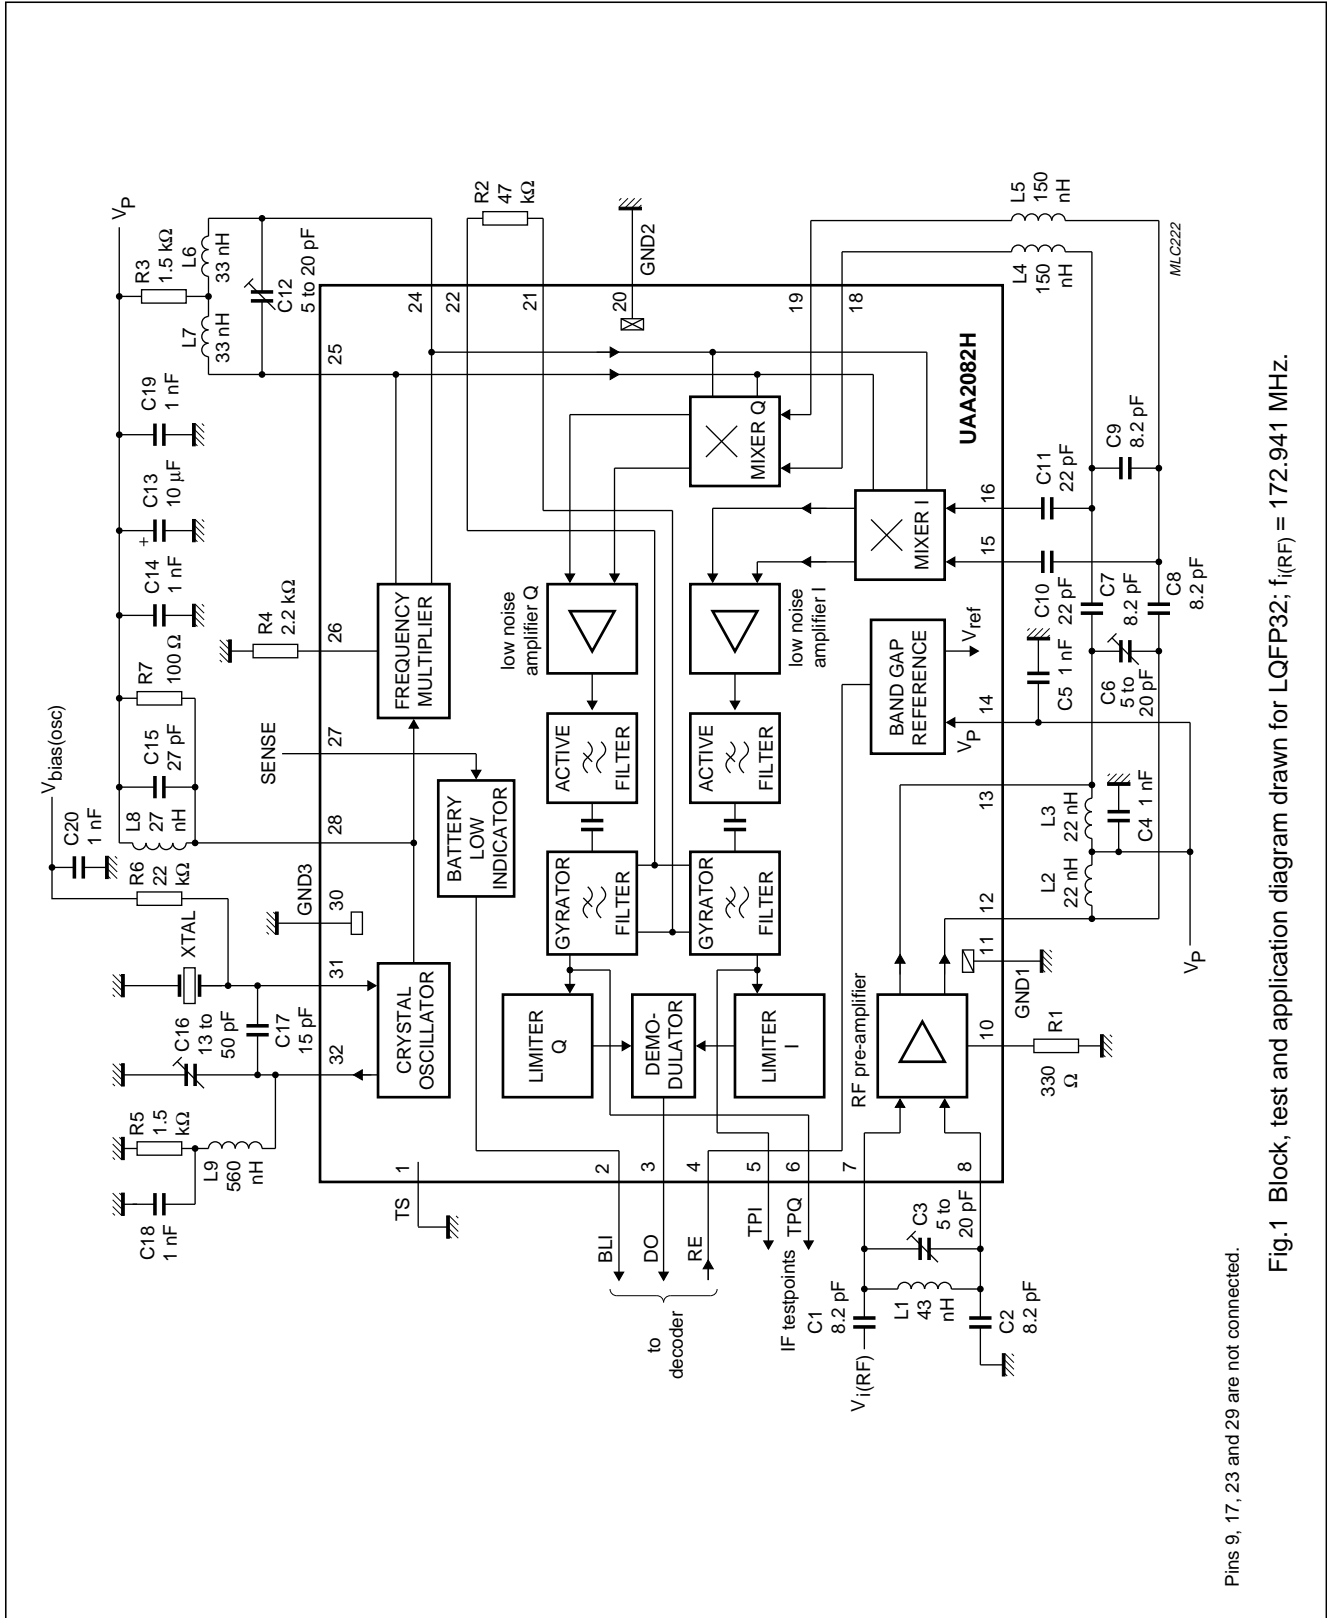 VP
R3
1.5 kΩ
L6
33 nH
L7
33 nH
C12
5 to 20 pF
C19
1 nF
C13
10 µF
+
C14
1 nF
R7
100 Ω
C15
27 pF
L8
27
nH
Vbias(osc)
C20
1 nF
R6
22
kΩ
XTAL
C16
13 to
50 pF
C17
15 pF
R5
1.5
kΩ
L9
560
nH
C18
1 nF
R4
2.2 kΩ
SENSE
GND3
R2
47
kΩ
GND2
TS
1
32
31
30
28
27
26
25
24
22
21
20
19
18
CRYSTAL
OSCILLATOR
BATTERY
LOW
INDICATOR
FREQUENCY
MULTIPLIER
low noise
amplifier Q
ACTIVE
FILTER
GYRATOR
FILTER
LIMITER
Q
DEMO-
DULATOR
LIMITER
I
GYRATOR
FILTER
ACTIVE
FILTER
low noise
amplifier I
MIXER Q
MIXER I
UAA2082H
BAND GAP
REFERENCE
Vref
VP
RF pre-amplifier
2
3
4
5
6
7
8
10
11
12
13
14
15
16
BLI
DO
RE
to
decoder
TPI
TPQ
IF testpoints
C1
8.2 pF
Vi(RF)
L1
43
nH
C3
5 to
20 pF
C2
8.2 pF
GND1
R1
330
Ω
L2
22 nH
L3
22 nH
C4 1 nF
VP
C5 1 nF
C6
5 to
20 pF
C7
8.2 pF
C8
8.2 pF
C10
22 pF
C11
22 pF
C9
8.2 pF
L4
150
nH
L5
150
nH
MLC222
Pins 9, 17, 23 and 29 are not connected.
Fig.1 Block, test and application diagram drawn for LQFP32; fi(RF) = 172.941 MHz.